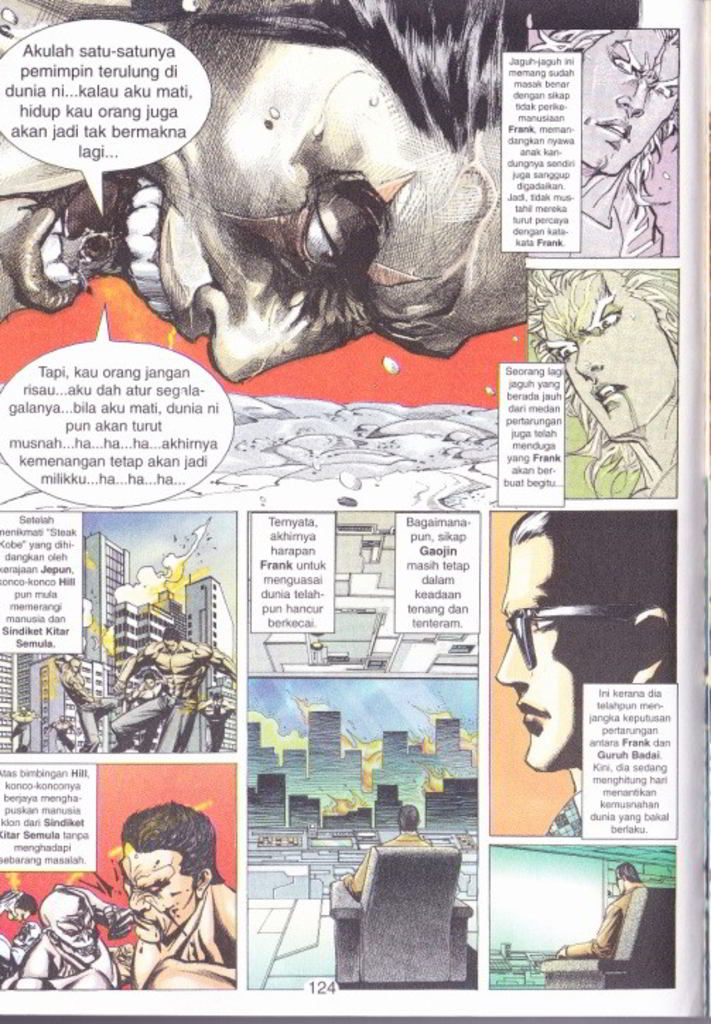 Akulah satu-satunya
pemimpin terulung di
dunia ni...kalau aku mati,
hidup kau orang juga
akan jadi tak bermakna
lagi...
Jaguh-jaguh ini
memang sudah
masak benar
dengan sikap
tidak perike-
manusiaan
Frank, meman-
dangkan nyawa
anak kan-
dungnya sendiri
juga sanggup
digadaikan.
Jadi, tidak mus-
tahil mereka
turut percaya
dengan kata-
kata Frank.
Tapi, kau orang jangan
risau...aku dah atur segala-
galanya...bila aku mati, dunia ni
pun akan turut
musnah...ha...ha...ha...akhirnya
kemenangan tetap akan jadi
milikku...ha...ha...ha...
Seorang lagi
jaguh yang
berada jauh
dari medan
pertarungan
juga telah
menduga
yang Frank
akan ber-
buat begitu...
Setelah
menikmati "Steak
Kobe" yang dihi-
dangkan oleh
kerajaan Jepun,
konco-konco Hill
pun mula
memerangi
manusia dan
Sindiket Kitar
Semula.
Ternyata,
akhirnya
harapan
Frank untuk
menguasai
dunia telah-
pun hancur
berkecai.
Bagaimana-
pun, sikap
Gaojin
masih tetap
dalam
keadaan
tenang dan
tenteram.
Ini kerana dia
telahpun men-
jangka keputusan
pertarungan
antara Frank dan
Guruh Badai.
Kini, dia sedang
menghitung hari
menantikan
kemusnahan
dunia yang bakal
berlaku.
Atas bimbingan Hill,
konco-konconya
berjaya mengha-
puskan manusia
klon dari Sindiket
Kitar Semula tanpa
menghadapi
sebarang masalah.
124